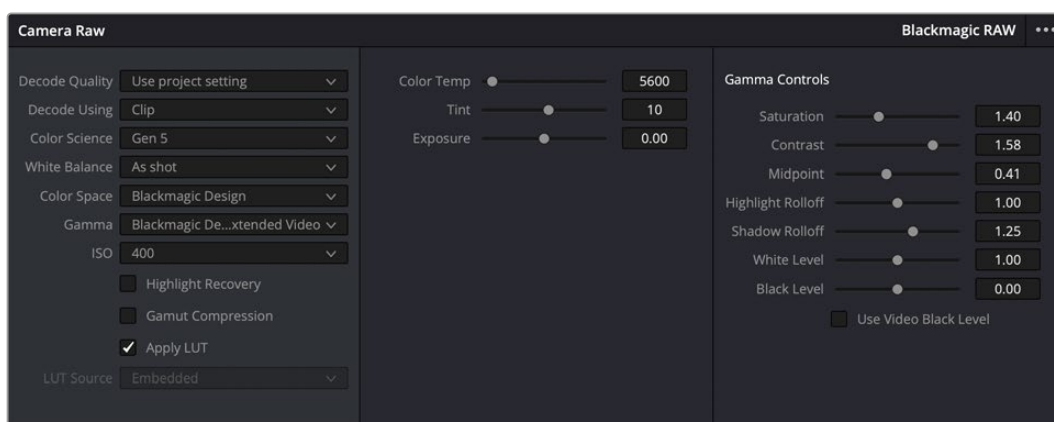 Camera Raw
Blackmagic RAW
Decode Quality Use project setting
Decode Using Clip
Color Science Gen 5
White Balance As shot
Color Space Blackmagic Design
Gamma Blackmagic De...xtended Video
ISO 400
Highlight Recovery
Gamut Compression
Apply LUT
LUT Source Embedded
Color Temp 5600
Tint 10
Exposure 0.00
Gamma Controls
Saturation 1.40
Contrast 1.58
Midpoint 0.41
Highlight Rolloff 1.00
Shadow Rolloff 1.25
White Level 1.00
Black Level 0.00
Use Video Black Level